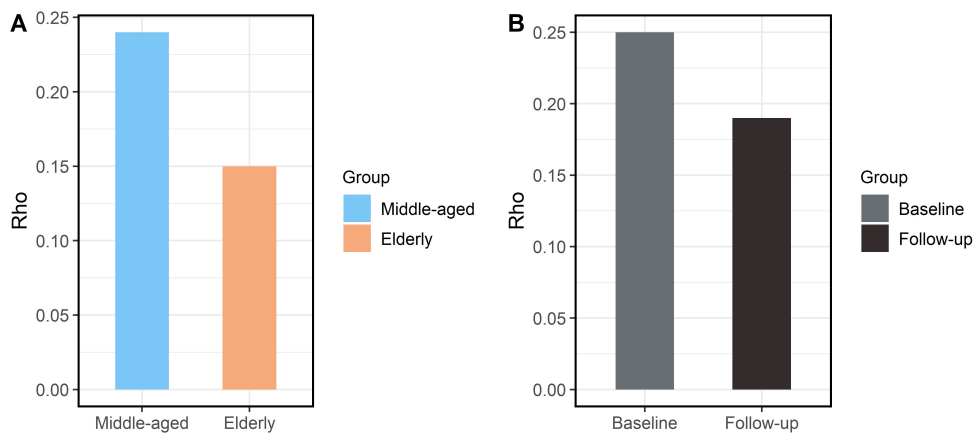 A
0.25
0.20
0.15
0.10
0.05
0.00
Rho
Middle-aged
Elderly
Group
Middle-aged
Elderly
B
0.25
0.20
0.15
0.10
0.05
0.00
Rho
Baseline
Follow-up
Group
Baseline
Follow-up